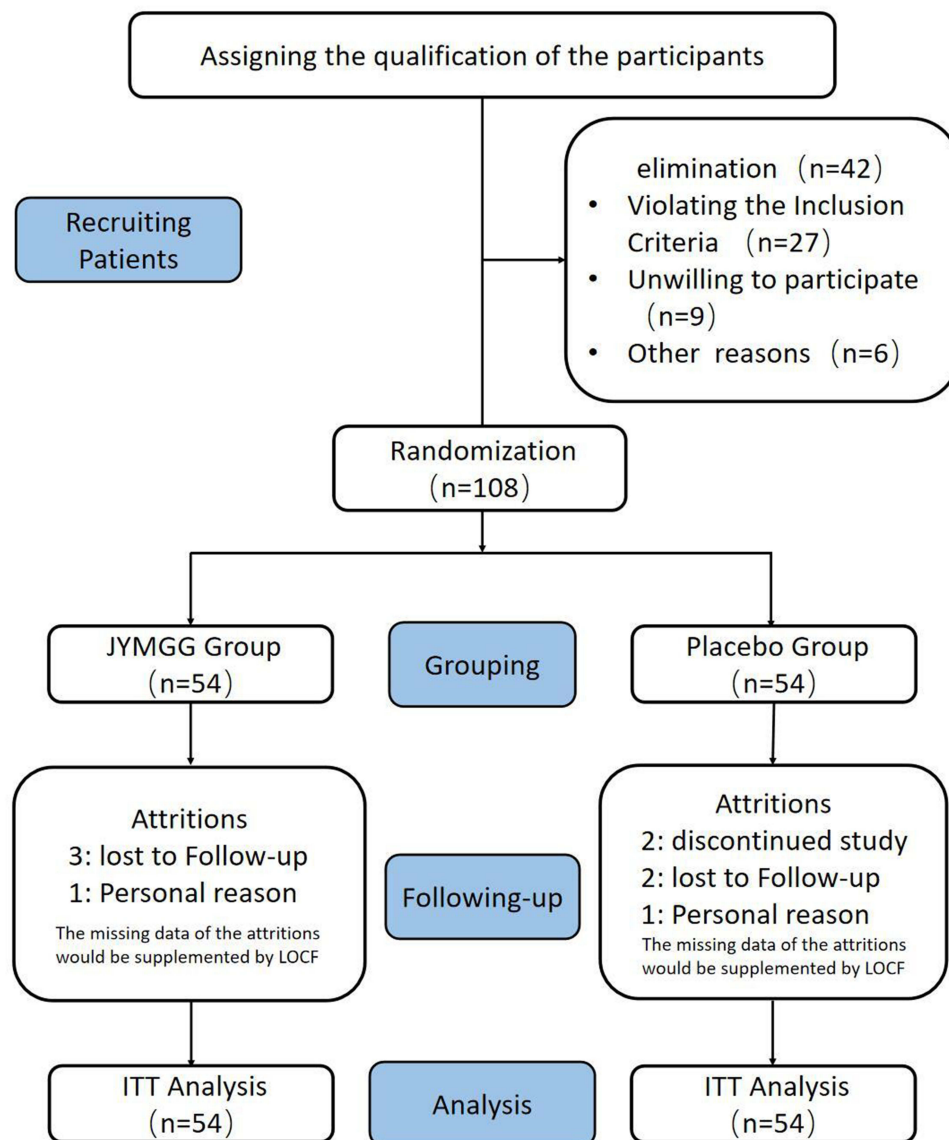 Assigning the qualification of the participants
elimination（n=42）
• Violating the Inclusion
Criteria （n=27）
• Unwilling to participate
（n=9）
• Other reasons（n=6）
Recruiting
Patients
Randomization
（n=108）
JYMGG Group
（n=54）
Grouping
Placebo Group
（n=54）
Attritions
3: lost to Follow-up
1: Personal reason
The missing data of the attritions
would be supplemented by LOCF
Following-up
Attritions
2: discontinued study
2: lost to Follow-up
1: Personal reason
The missing data of the attritions
would be supplemented by LOCF
ITT Analysis
（n=54）
Analysis
ITT Analysis
（n=54）